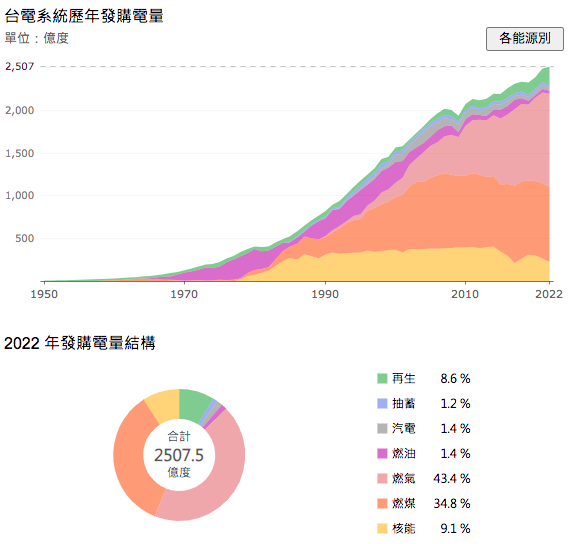 台電系統歷年發購電量
單位：億度
各能源別
2,507
2,000
1,500
1,000
500
1950 1970 1990 2010 2022
2022 年發購電量結構
合計
2507.5
億度
再生 8.6 %
抽蓄 1.2 %
汽電 1.4 %
燃油 1.4 %
燃氣 43.4 %
燃煤 34.8 %
核能 9.1 %